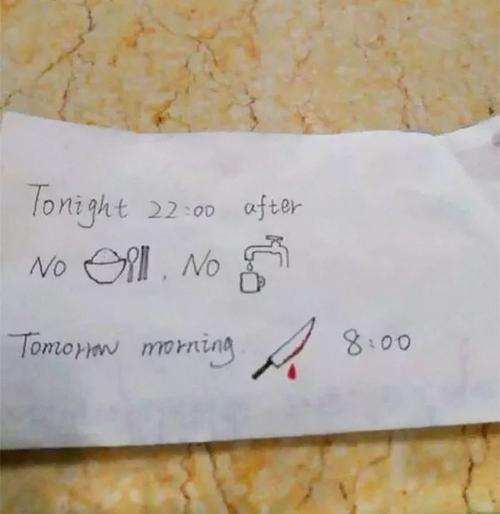 Tonight 22:00 after
No , No
Tomorrow morning 8:00